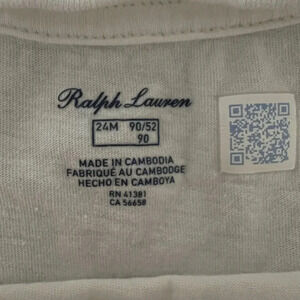 Ralph Lauren
24M 90/52
90
MADE IN CAMBODIA
FABRIQUÉ AU CAMBODGE
HECHO EN CAMBOYA
RN 41381
CA 56658